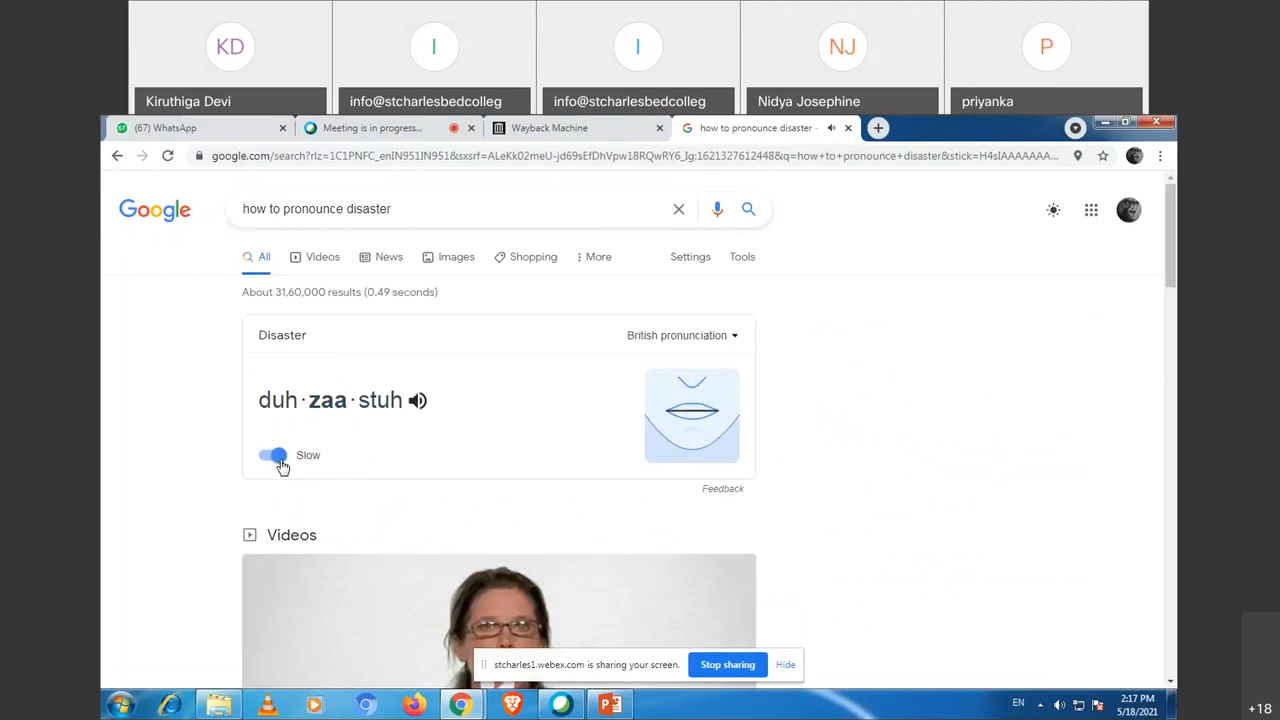 KD
I
I
NJ
P
Kiruthiga Devi
info@stcharlesbedcolleg
info@stcharlesbedcolleg
Nidya Josephine
priyanka
(67) WhatsApp
Meeting is in progress...
Wayback Machine
how to pronounce disaster -
google.com/search?rlz=1C1PNFC_enIN951IN951&sxsrf=ALeKk02meU-jd69sEfDhVpw18RQwRY6_Ig:1621327612448&q=how+to+pronounce+disaster&stick=H4sIAAAAAAA...
Google
how to pronounce disaster
All
Videos
News
Images
Shopping
More
Settings
Tools
About 31,60,000 results (0.49 seconds)
Disaster
British pronunciation
duh·zaa·stuh
Slow
Feedback
Videos
stcharles1.webex.com is sharing your screen.
Stop sharing
Hide
EN
2:17 PM
5/18/2021
+18